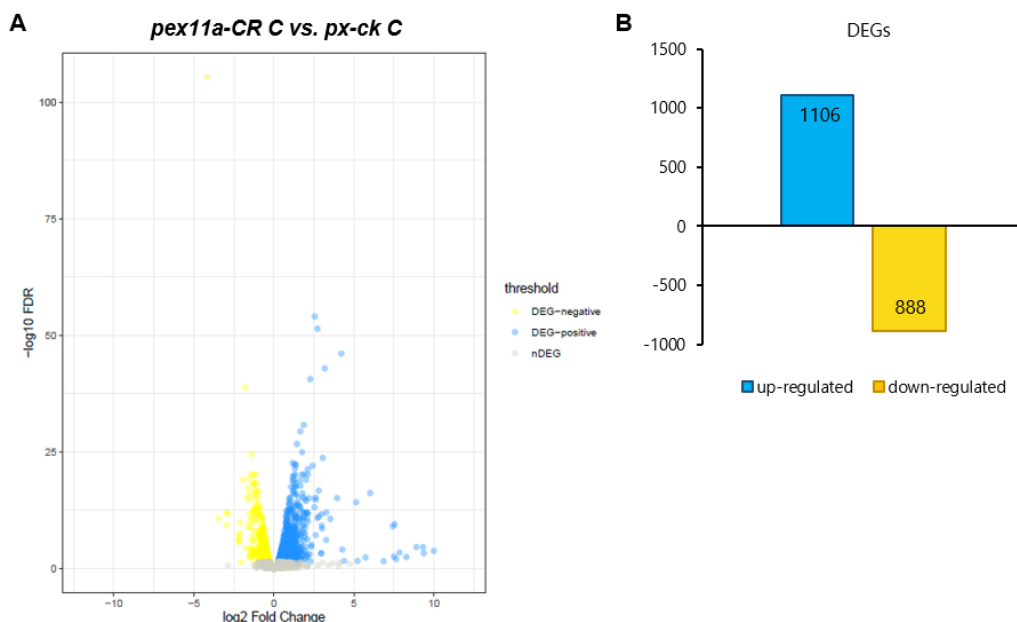 A
pex11a-CR C vs. px-ck C
100
75
50
25
0
-10
-5
0
5
10
−log10 FDR
log2 Fold Change
threshold
DEG−negative
DEG−positive
nDEG
B
DEGs
1500
1000
500
0
-500
-1000
1106
888
up-regulated
down-regulated